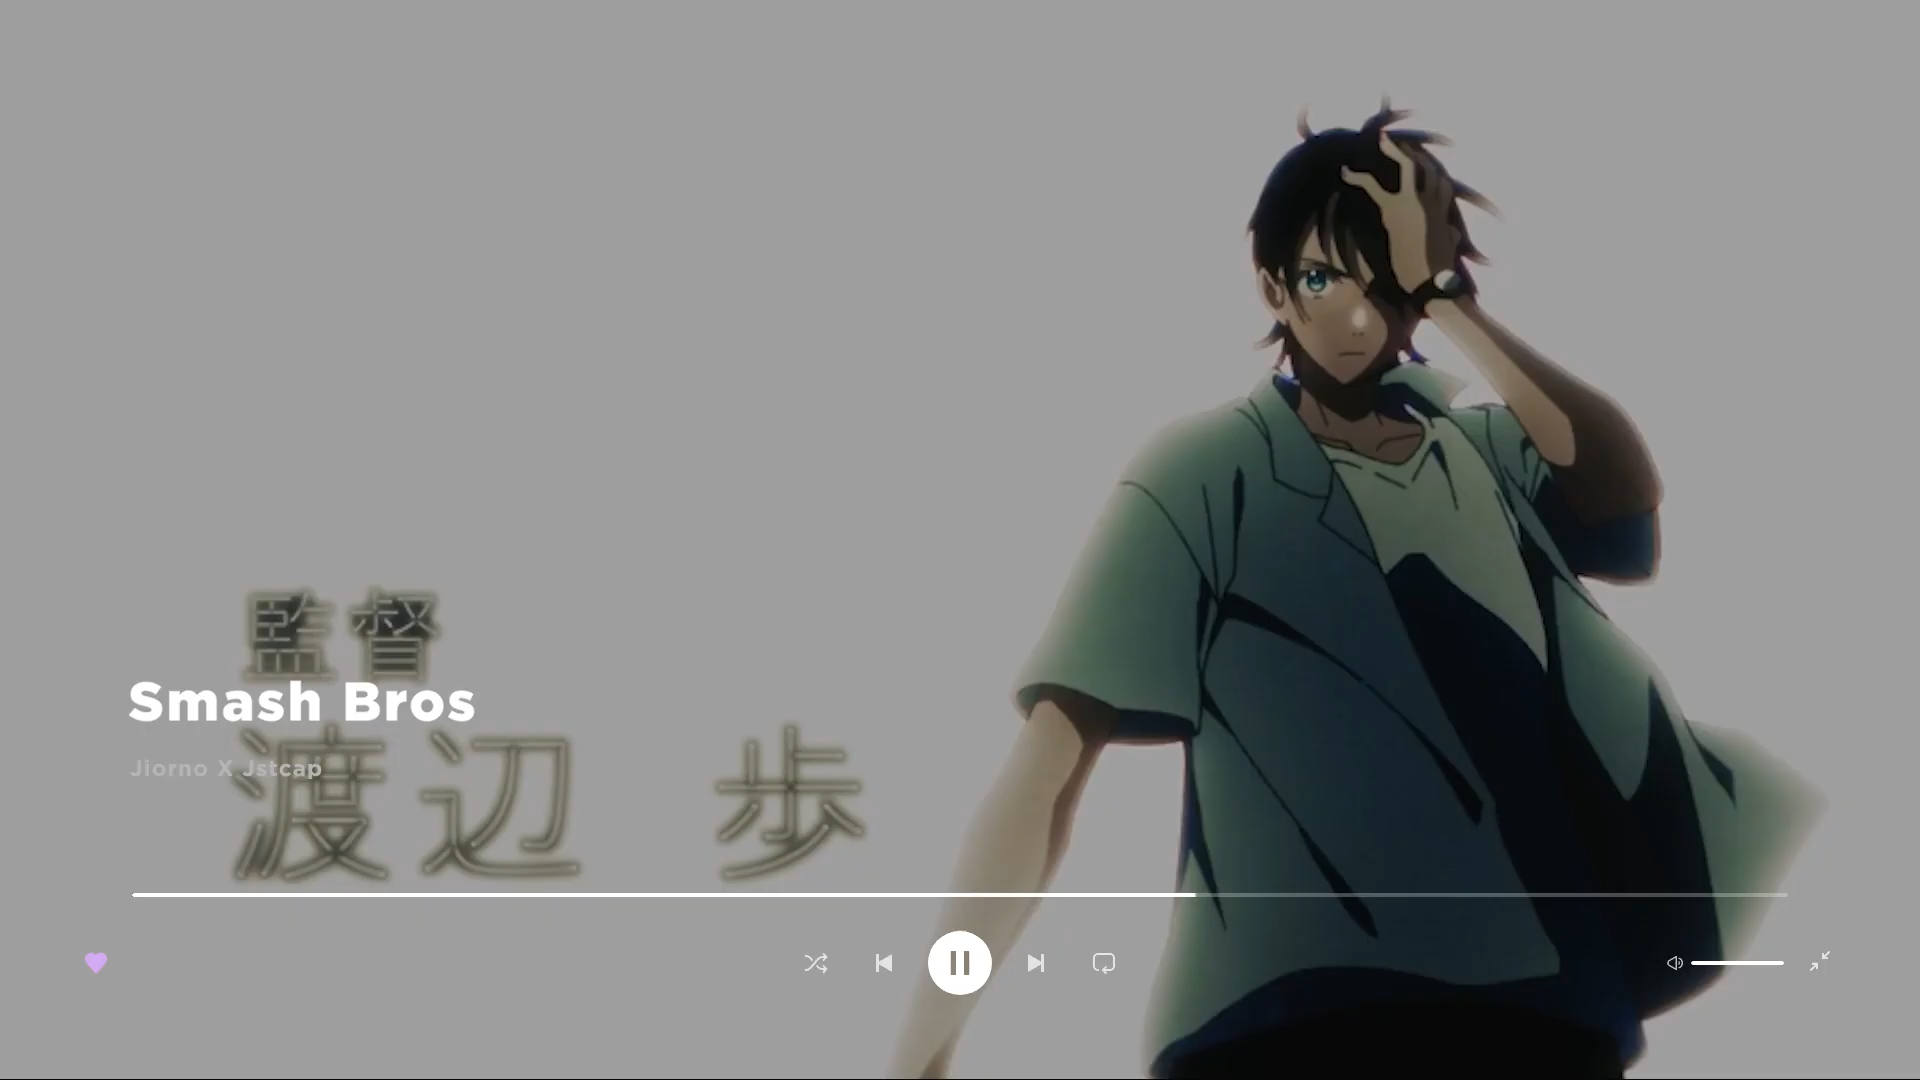 監督
Smash Bros
渡辺 歩
Jiorno X Jstcap